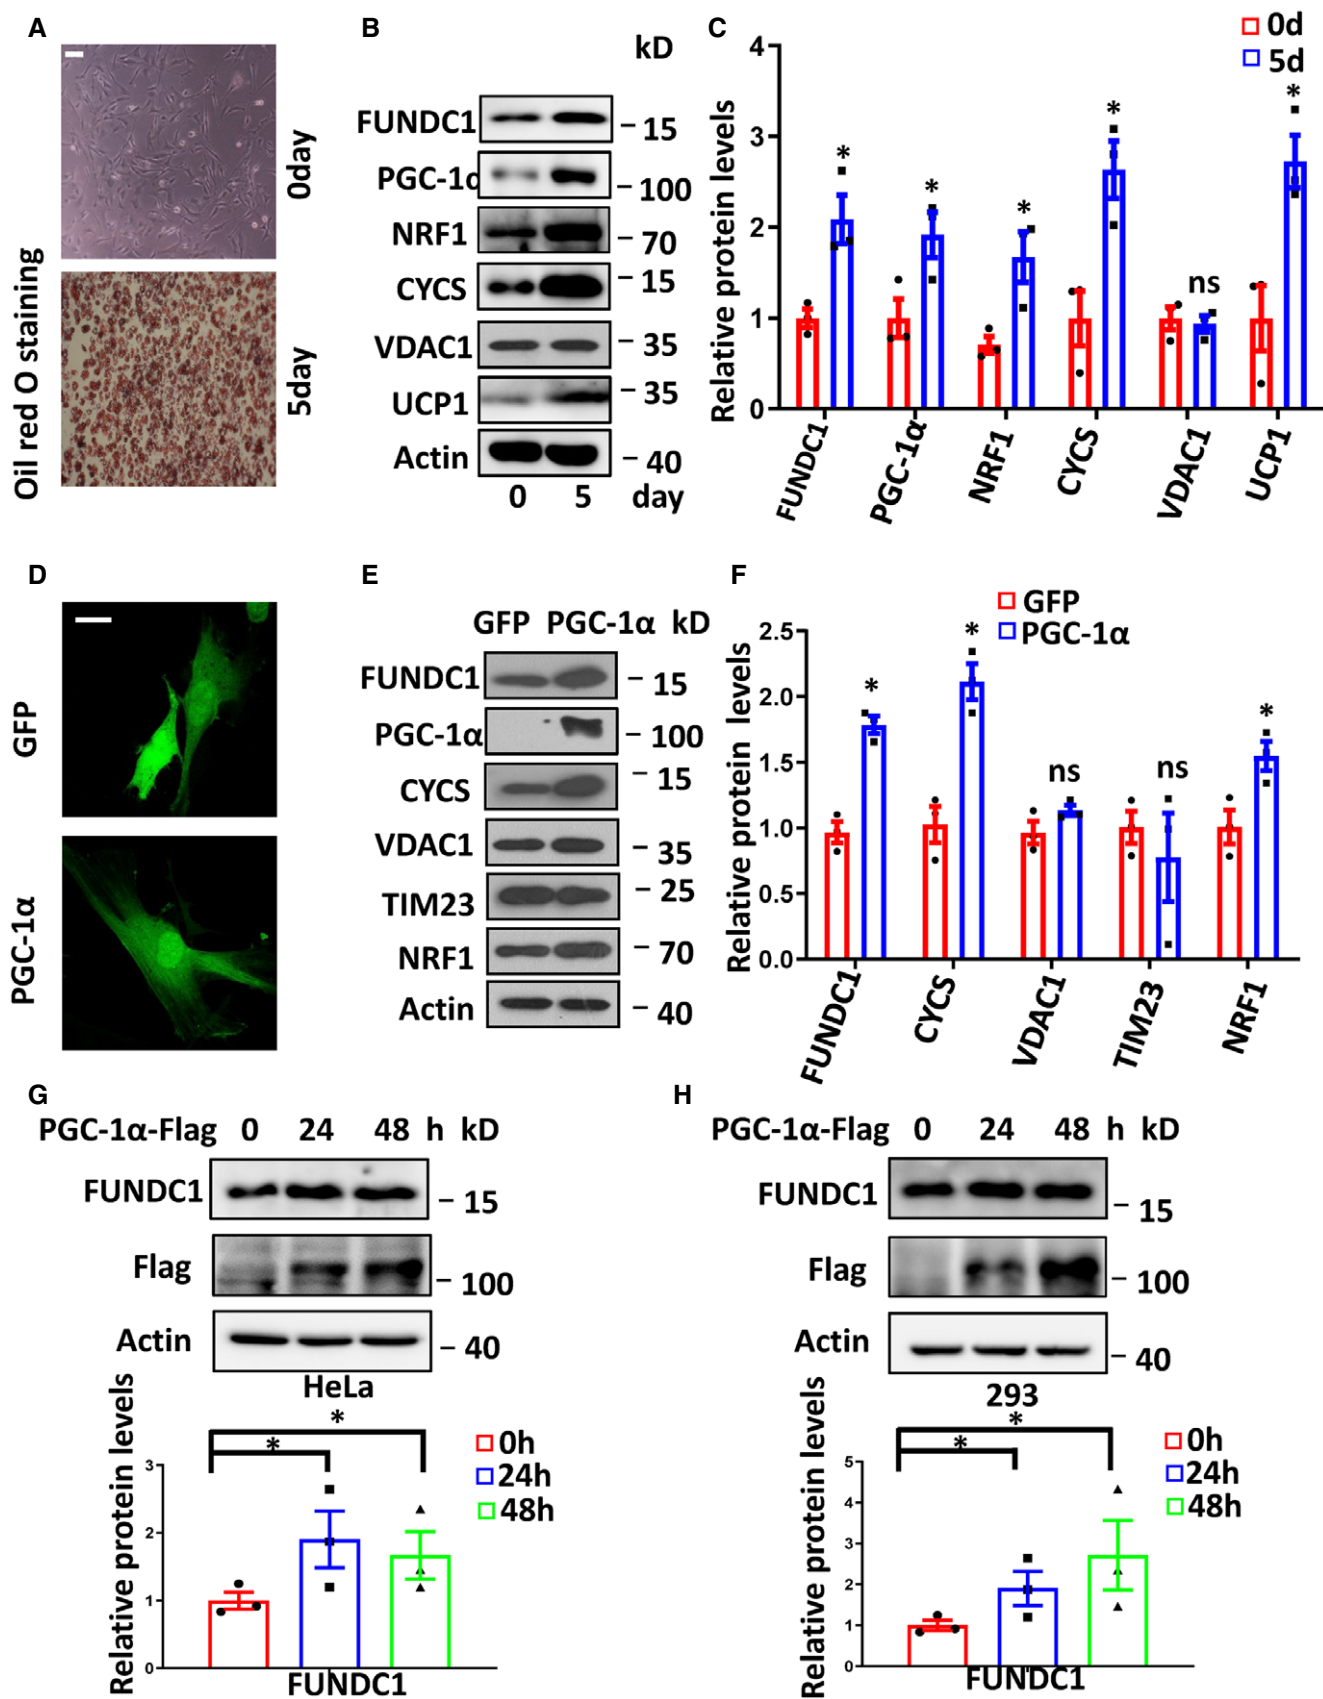 A
Oil red O staining
0day
5day
B
kD
FUNDC1
15
PGC-1α
100
NRF1
70
CYCS
15
VDAC1
35
UCP1
35
Actin
40
0 5 day
C
0d
5d
Relative protein levels
4
3
2
1
0
* * * * ns *
FUNDC1 PGC-1α NRF1 CYCS VDAC1 UCP1
D
GFP
PGC-1α
E
GFP PGC-1α kD
FUNDC1
15
PGC-1α
100
CYCS
15
VDAC1
35
TIM23
25
NRF1
70
Actin
40
F
GFP
PGC-1α
Relative protein levels
2.5
2.0
1.5
1.0
0.5
0.0
* * ns ns *
FUNDC1 CYCS VDAC1 TIM23 NRF1
G
PGC-1α-Flag 0 24 48 h kD
FUNDC1
15
Flag
100
Actin
40
HeLa
Relative protein levels
*
*
0h
24h
48h
3
2
1
0
FUNDC1
H
PGC-1α-Flag 0 24 48 h kD
FUNDC1
15
Flag
100
Actin
40
293
Relative protein levels
*
*
0h
24h
48h
5
4
3
2
1
0
FUNDC1